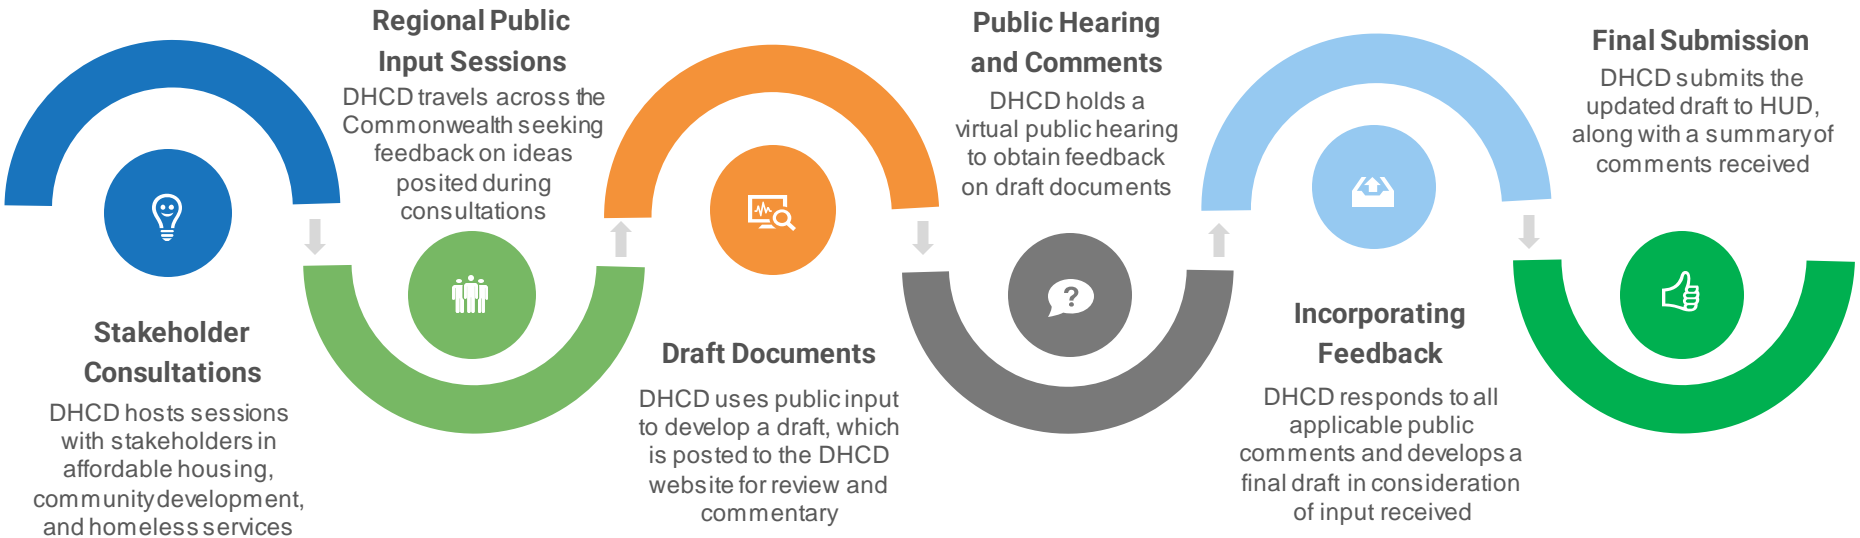 Stakeholder
Consultations
DHCD hosts sessions
with stakeholders in
affordable housing,
community development,
and homeless services
Regional Public
Input Sessions
DHCD travels across the
Commonwealth seeking
feedback on ideas
posited during
consultations
Draft Documents
DHCD uses public input
to develop a draft, which
is posted to the DHCD
website for review and
commentary
Public Hearing
and Comments
DHCD holds a
virtual public hearing
to obtain feedback
on draft documents
?
Incorporating
Feedback
DHCD responds to all
applicable public
comments and develops a
final draft in consideration
of input received
Final Submission
DHCD submits the
updated draft to HUD,
along with a summary of
comments received